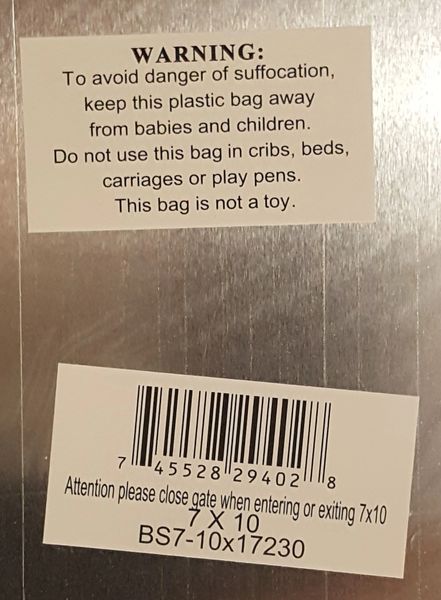 WARNING:
To avoid danger of suffocation,
keep this plastic bag away
from babies and children.
Do not use this bag in cribs, beds,
carriages or play pens.
This bag is not a toy.
7 45528 29402 8
Attention please close gate when entering or exiting 7x10
7 X 10
BS7-10x17230